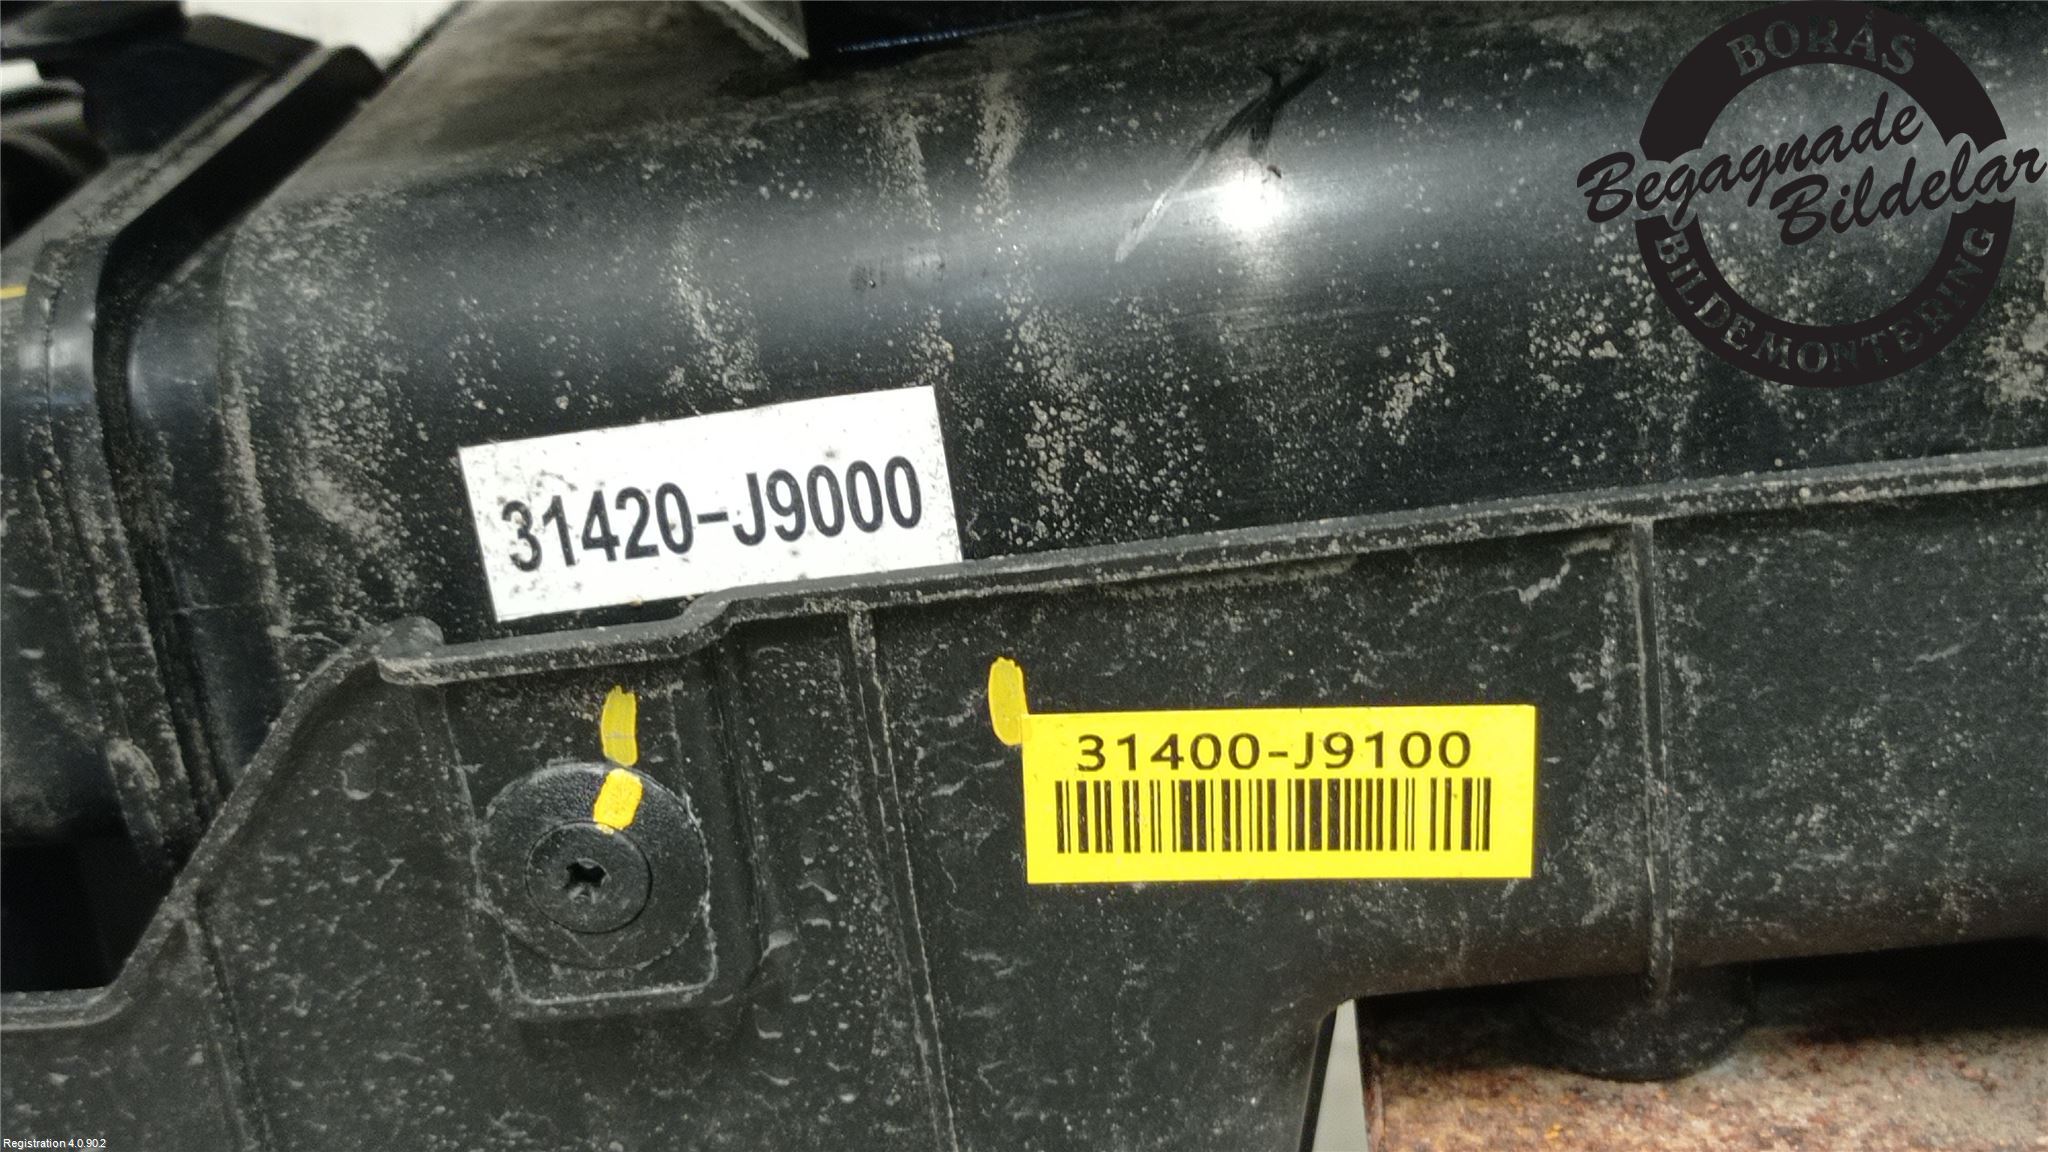 BORÅS
Begagnade
Bildelar
BILDEMONTERING
31420-J9000
31400-J9100
Registration 4.0.90.2